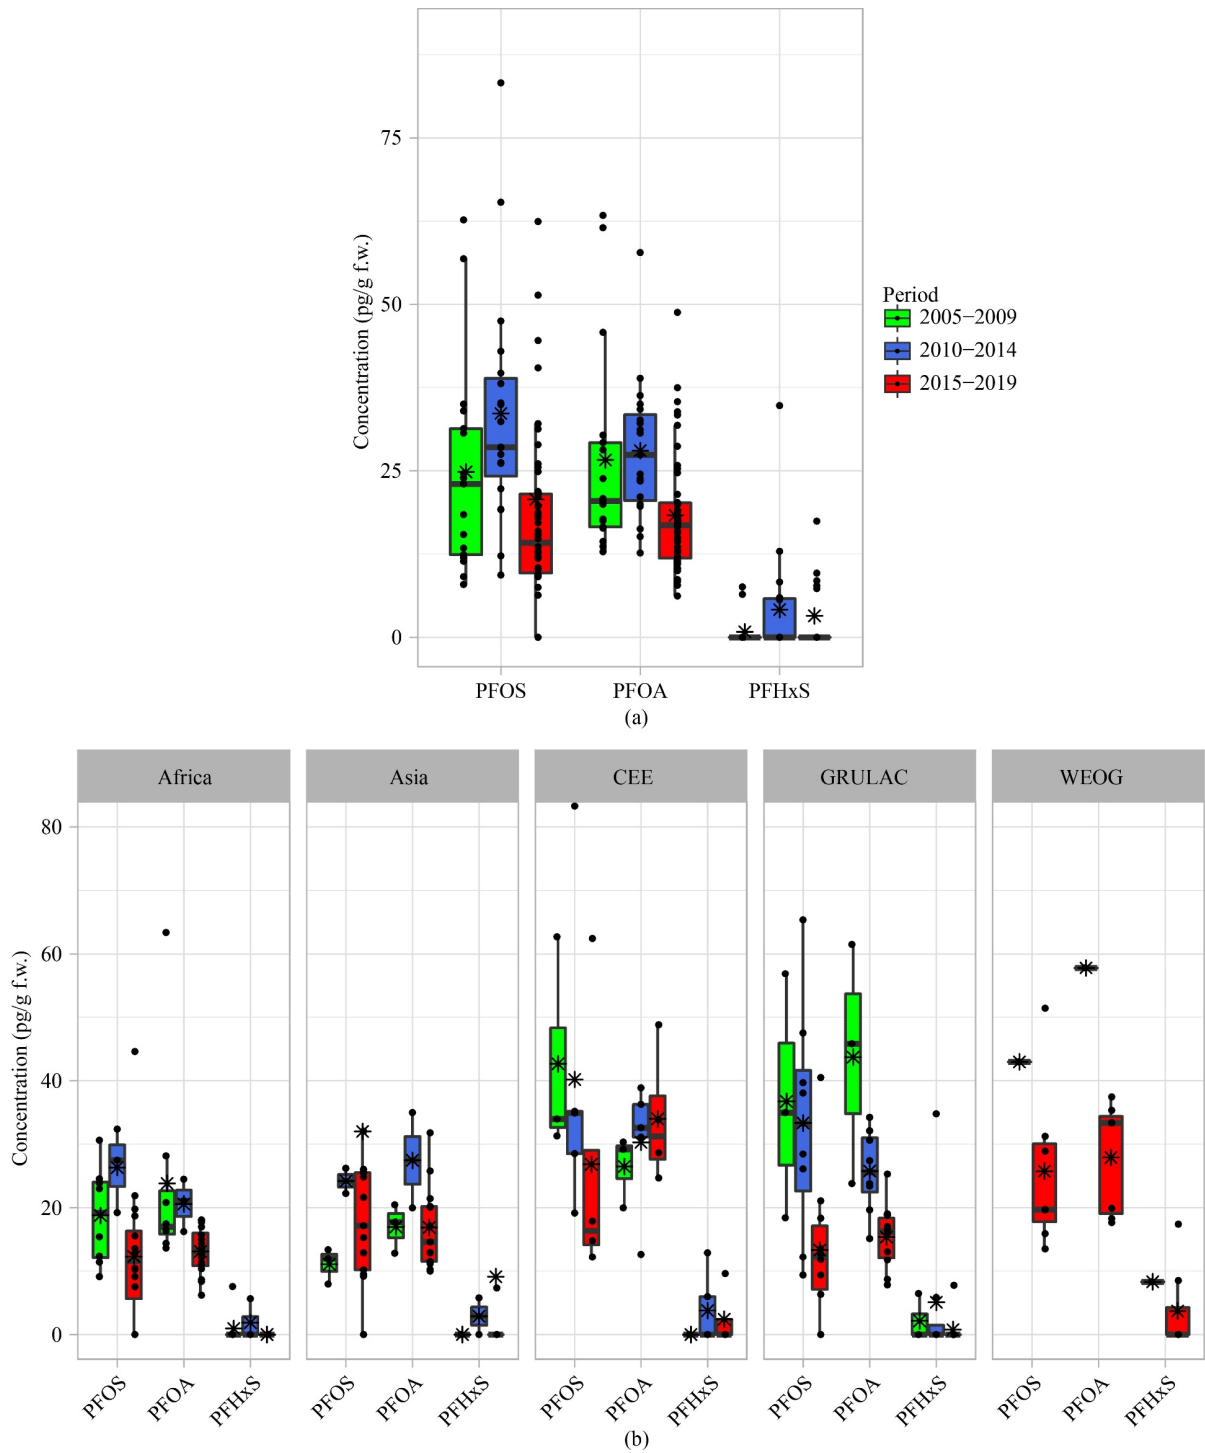 75
50
25
0
Concentration (pg/g f.w.)
PFOS
PFOA
PFHxS
(a)
Period
2005−2009
2010−2014
2015−2019
Africa
Asia
CEE
GRULAC
WEOG
80
60
40
20
0
Concentration (pg/g f.w.)
PFOS
PFOA
PFHxS
PFOS
PFOA
PFHxS
PFOS
PFOA
PFHxS
PFOS
PFOA
PFHxS
PFOS
PFOA
PFHxS
(b)